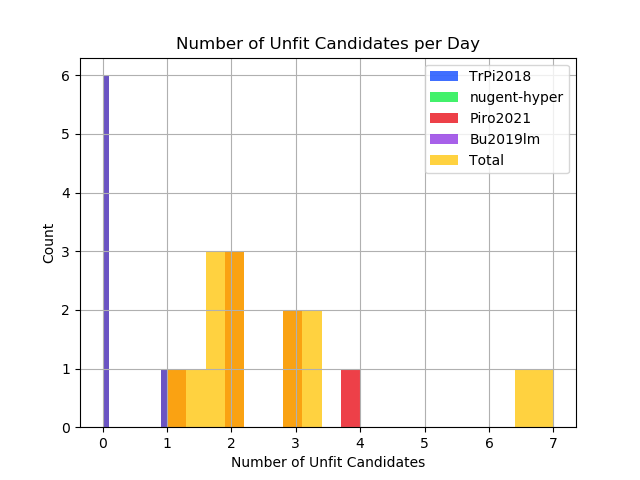 Number of Unfit Candidates per Day
TrPi2018
nugent-hyper
Piro2021
Bu2019lm
Total
6
5
4
3
2
1
0
Count
0 1 2 3 4 5 6 7
Number of Unfit Candidates